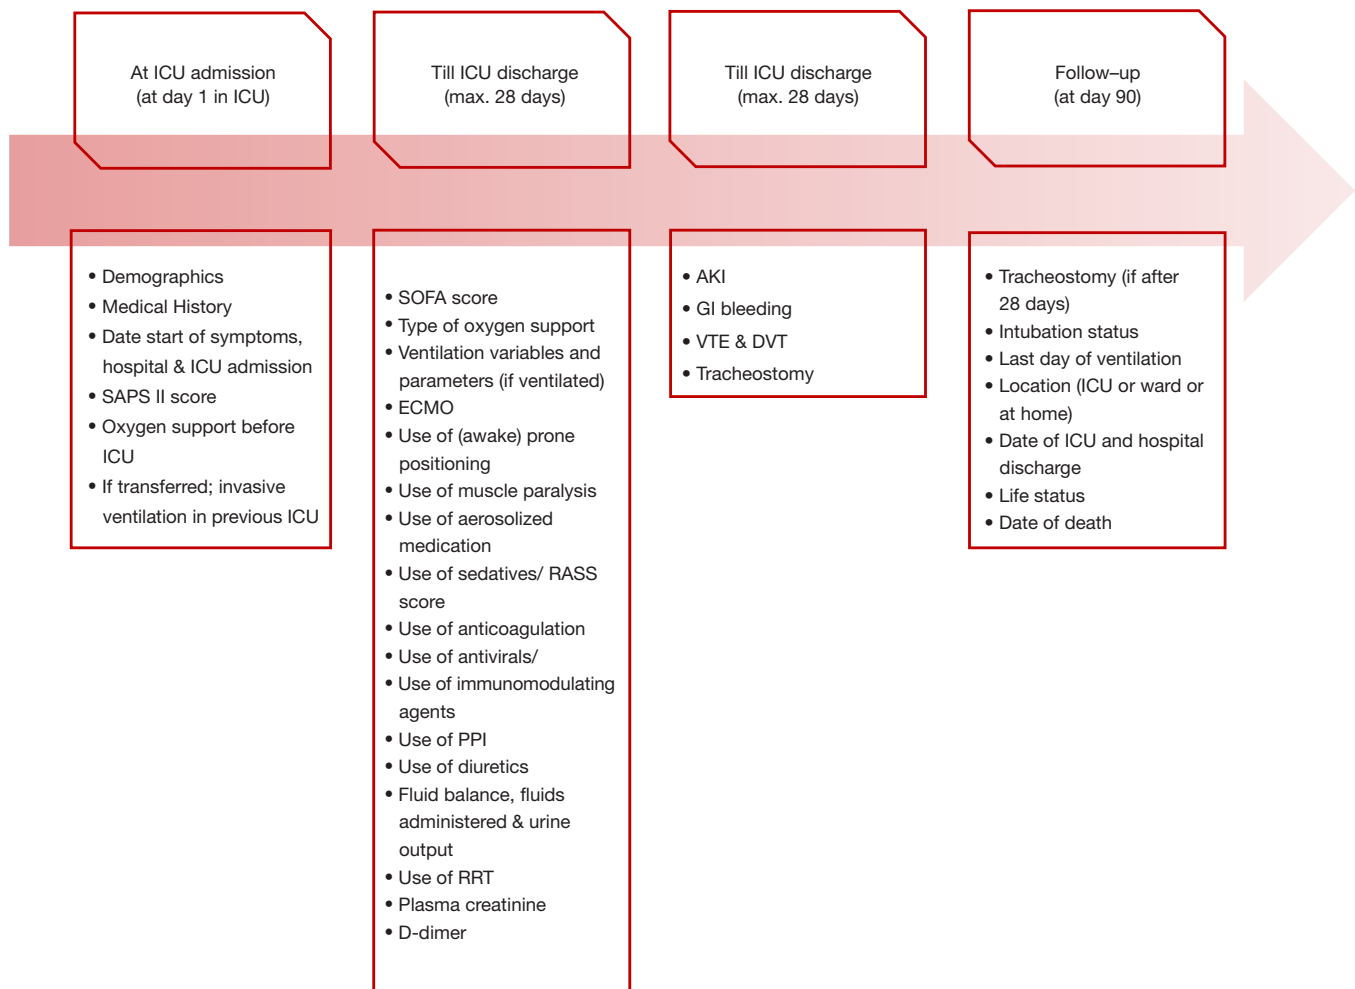 At ICU admission
(at day 1 in ICU)
• Demographics
• Medical History
• Date start of symptoms,
hospital & ICU admission
• SAPS II score
• Oxygen support before
ICU
• If transferred; invasive
ventilation in previous ICU
Till ICU discharge
(max. 28 days)
• SOFA score
• Type of oxygen support
• Ventilation variables and
parameters (if ventilated)
• ECMO
• Use of (awake) prone
positioning
• Use of muscle paralysis
• Use of aerosolized
medication
• Use of sedatives/ RASS
score
• Use of anticoagulation
• Use of antivirals/
• Use of immunomodulating
agents
• Use of PPI
• Use of diuretics
• Fluid balance, fluids
administered & urine
output
• Use of RRT
• Plasma creatinine
• D-dimer
Till ICU discharge
(max. 28 days)
• AKI
• GI bleeding
• VTE & DVT
• Tracheostomy
Follow–up
(at day 90)
• Tracheostomy (if after
28 days)
• Intubation status
• Last day of ventilation
• Location (ICU or ward or
at home)
• Date of ICU and hospital
discharge
• Life status
• Date of death